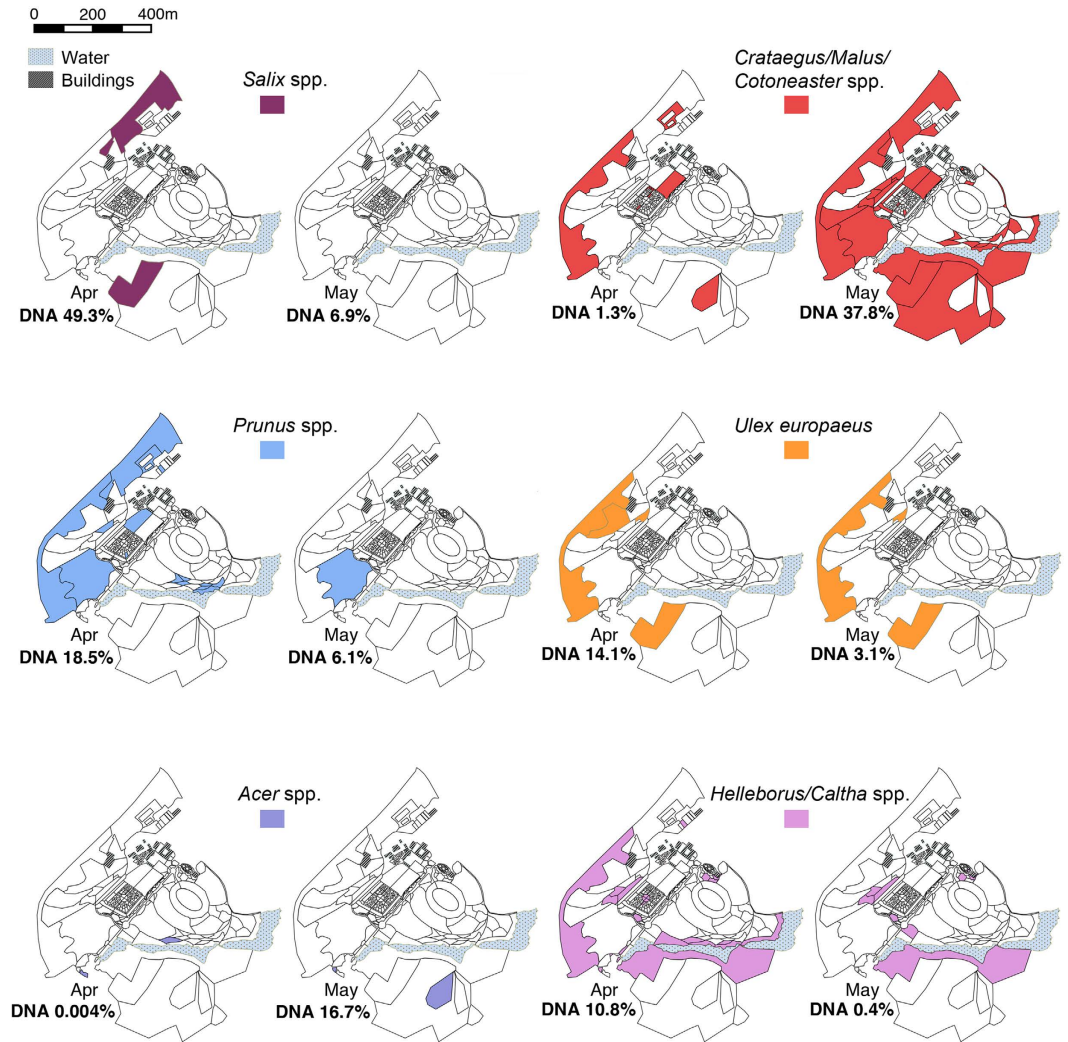 0 200 400m
Water
Buildings
Salix spp.
Crataegus/Malus/
Cotoneaster spp.
Apr
DNA 49.3%
May
DNA 6.9%
Apr
DNA 1.3%
May
DNA 37.8%
Prunus spp.
Ulex europaeus
Apr
DNA 18.5%
May
DNA 6.1%
Apr
DNA 14.1%
May
DNA 3.1%
Acer spp.
Helleborus/Caltha spp.
Apr
DNA 0.004%
May
DNA 16.7%
Apr
DNA 10.8%
May
DNA 0.4%